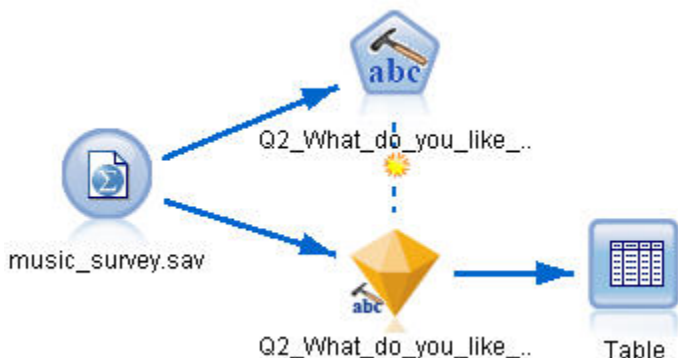 abc
Q2_What_do_you_like_..
music_survey.sav
abc
Q2_What_do_you_like_..
Table